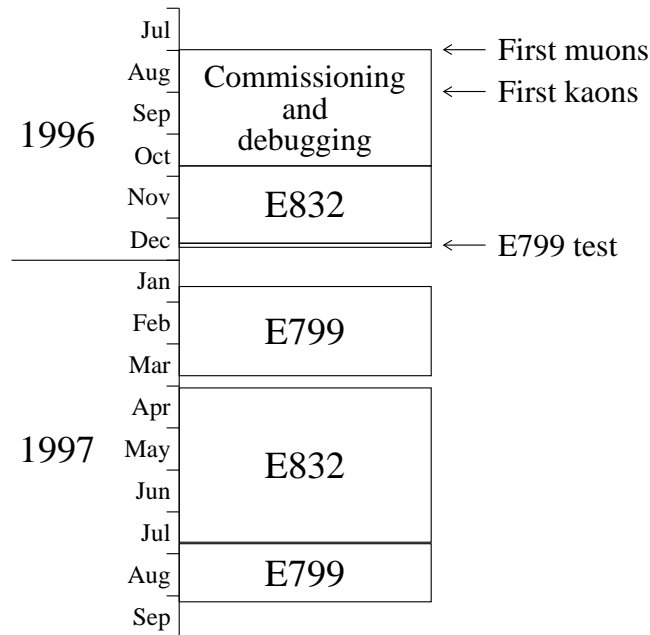 Jul
First muons
Aug
Commissioning
and
debugging
First kaons
Sep
1996
Oct
Nov
E832
Dec
E799 test
Jan
Feb
E799
Mar
Apr
1997
May
E832
Jun
Jul
Aug
E799
Sep